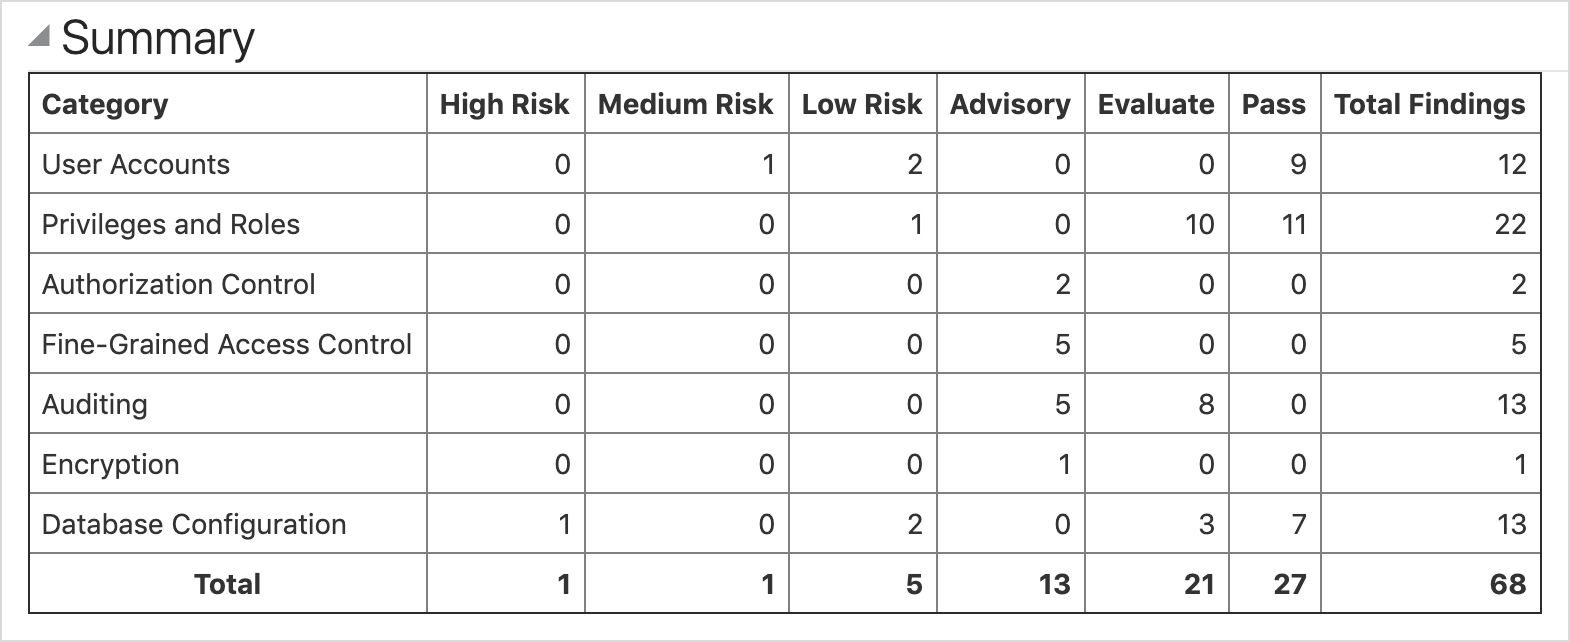 Summary
Category High Risk Medium Risk Low Risk Advisory Evaluate Pass Total Findings
User Accounts 0 1 2 0 0 9 12
Privileges and Roles 0 0 1 0 10 11 22
Authorization Control 0 0 0 2 0 0 2
Fine-Grained Access Control 0 0 0 5 0 0 5
Auditing 0 0 0 5 8 0 13
Encryption 0 0 0 1 0 0 1
Database Configuration 1 0 2 0 3 7 13
Total 1 1 5 13 21 27 68